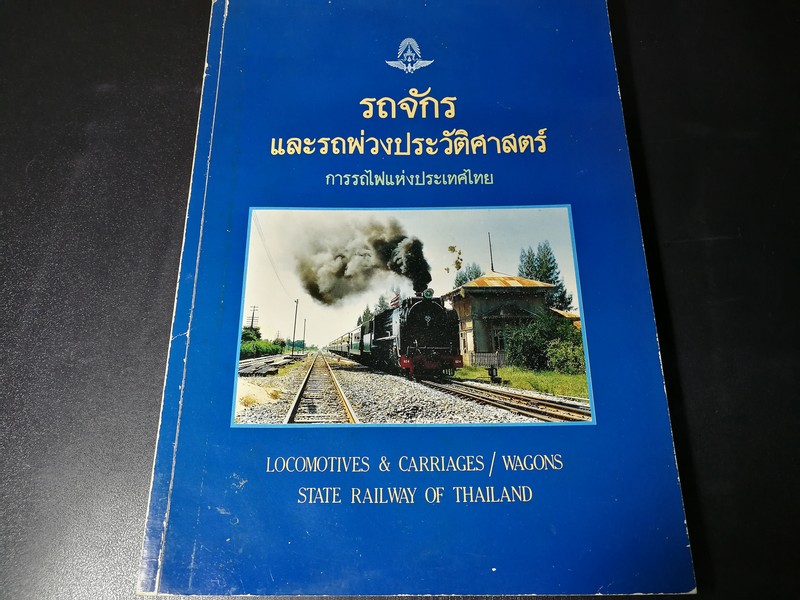 รถจักร
และรถพ่วงประวัติศาสตร์
การรถไฟแห่งประเทศไทย
LOCOMOTIVES & CARRIAGES / WAGONS
STATE RAILWAY OF THAILAND